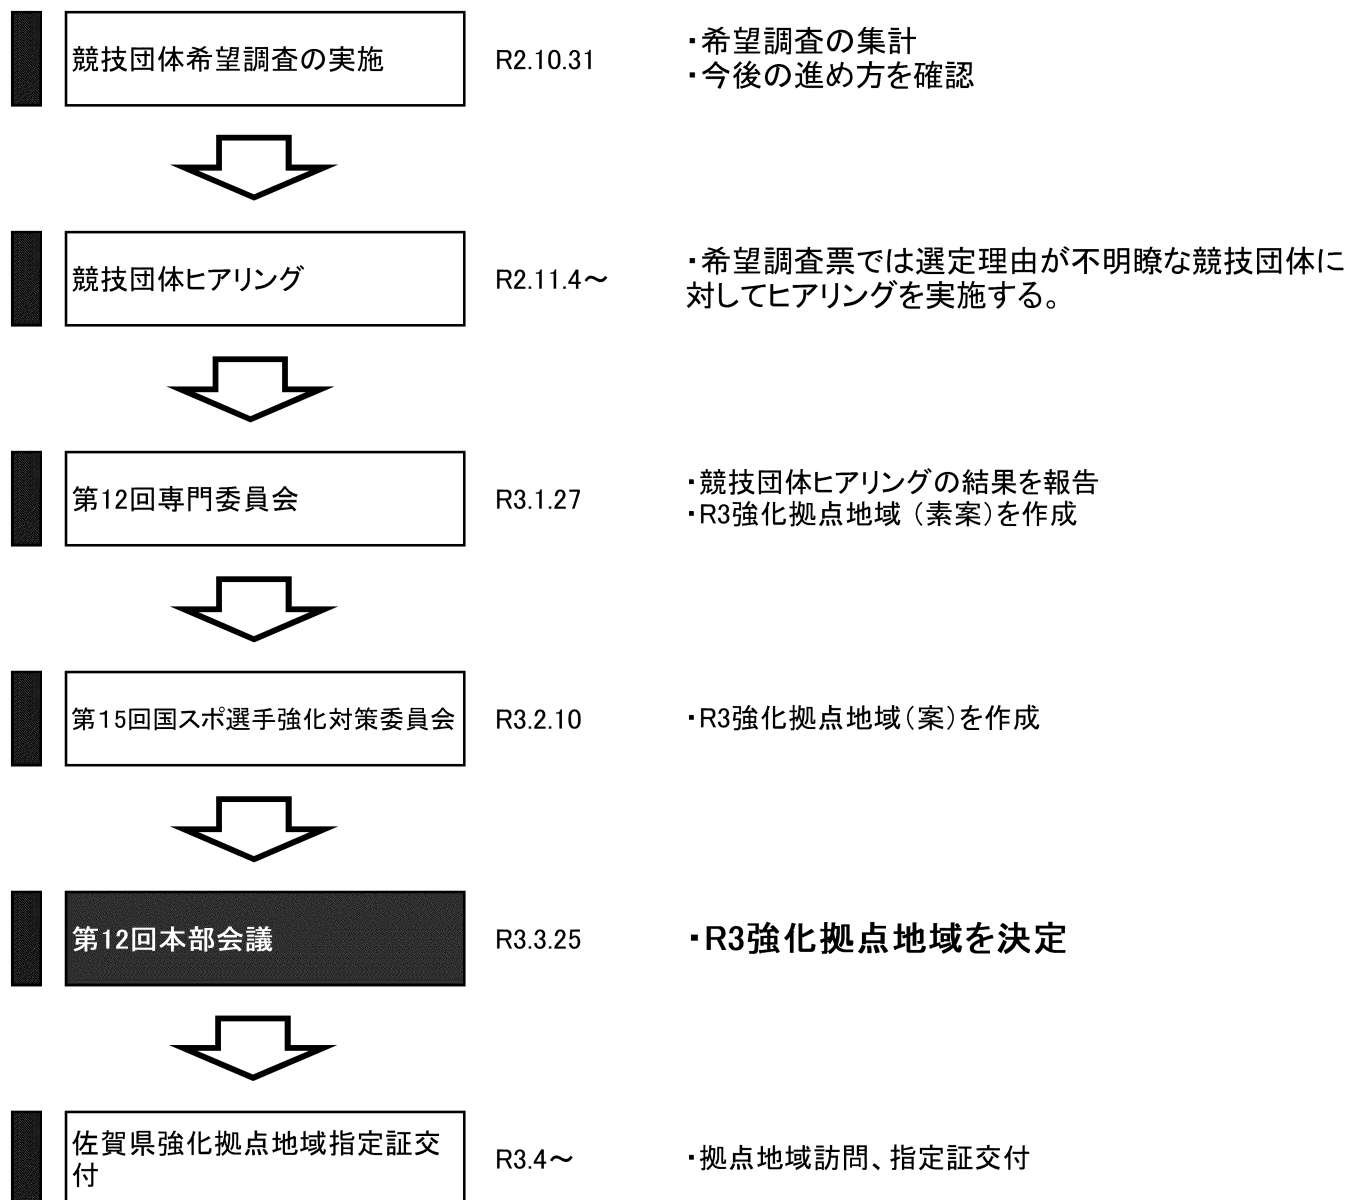 競技団体希望調査の実施
R2.10.31
・希望調査の集計
・今後の進め方を確認
競技団体ヒアリング
R2.11.4～
・希望調査票では選定理由が不明瞭な競技団体に
対してヒアリングを実施する。
第12回専門委員会
R3.1.27
・競技団体ヒアリングの結果を報告
・R3強化拠点地域（素案）を作成
第15回国スポ選手強化対策委員会
R3.2.10
・R3強化拠点地域（案）を作成
第12回本部会議
R3.3.25
・R3強化拠点地域を決定
佐賀県強化拠点地域指定証交
付
R3.4～
・拠点地域訪問、指定証交付